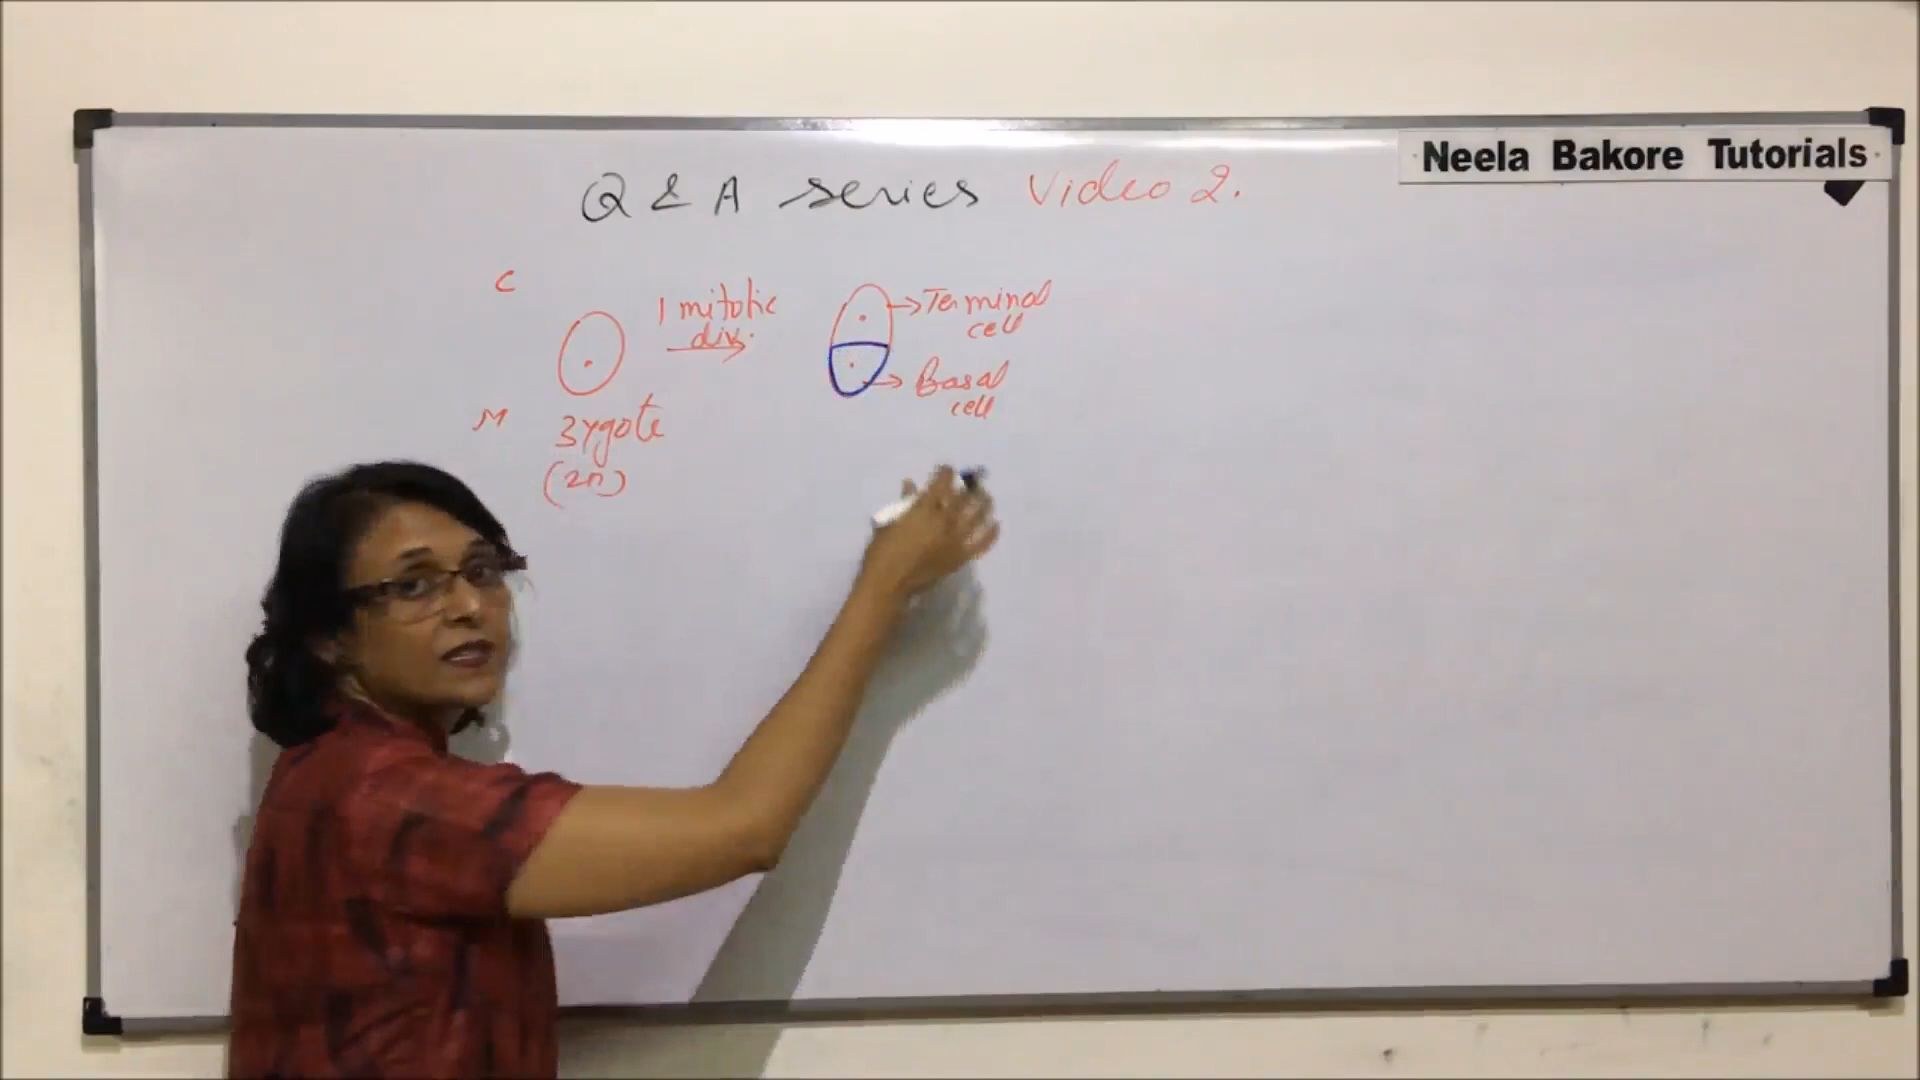 Neela Bakore Tutorials
Q & A series Video 2.
C
1 mitotic
div.
Terminal
cell
Basal
cell
M
Zygote
(2n)